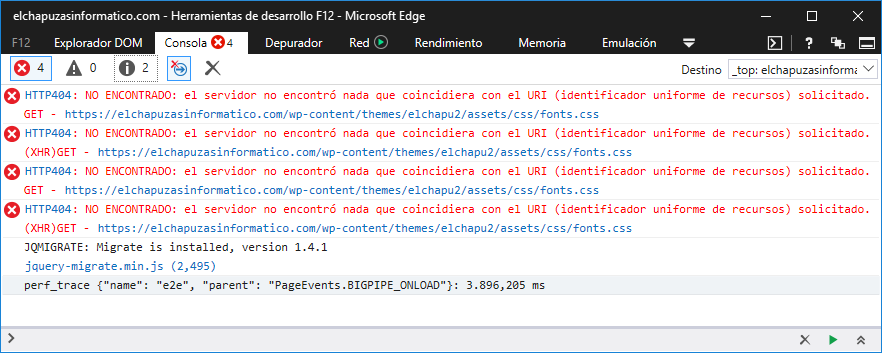 elchapuzasinformatico.com - Herramientas de desarrollo F12 - Microsoft Edge
F12 Explorador DOM Consola 4 Depurador Red Rendimiento Memoria Emulación
4 0 2 Destino _top: elchapuzasinforma
HTTP404: NO ENCONTRADO: el servidor no encontró nada que coincidiera con el URI (identificador uniforme de recursos) solicitado.
GET - https://elchapuzasinformatico.com/wp-content/themes/elchapu2/assets/css/fonts.css
HTTP404: NO ENCONTRADO: el servidor no encontró nada que coincidiera con el URI (identificador uniforme de recursos) solicitado.
(XHR)GET - https://elchapuzasinformatico.com/wp-content/themes/elchapu2/assets/css/fonts.css
HTTP404: NO ENCONTRADO: el servidor no encontró nada que coincidiera con el URI (identificador uniforme de recursos) solicitado.
GET - https://elchapuzasinformatico.com/wp-content/themes/elchapu2/assets/css/fonts.css
HTTP404: NO ENCONTRADO: el servidor no encontró nada que coincidiera con el URI (identificador uniforme de recursos) solicitado.
(XHR)GET - https://elchapuzasinformatico.com/wp-content/themes/elchapu2/assets/css/fonts.css
JQMIGRATE: Migrate is installed, version 1.4.1
jquery-migrate.min.js (2,495)
perf_trace {"name": "e2e", "parent": "PageEvents.BIGPIPE_ONLOAD"}: 3.896,205 ms